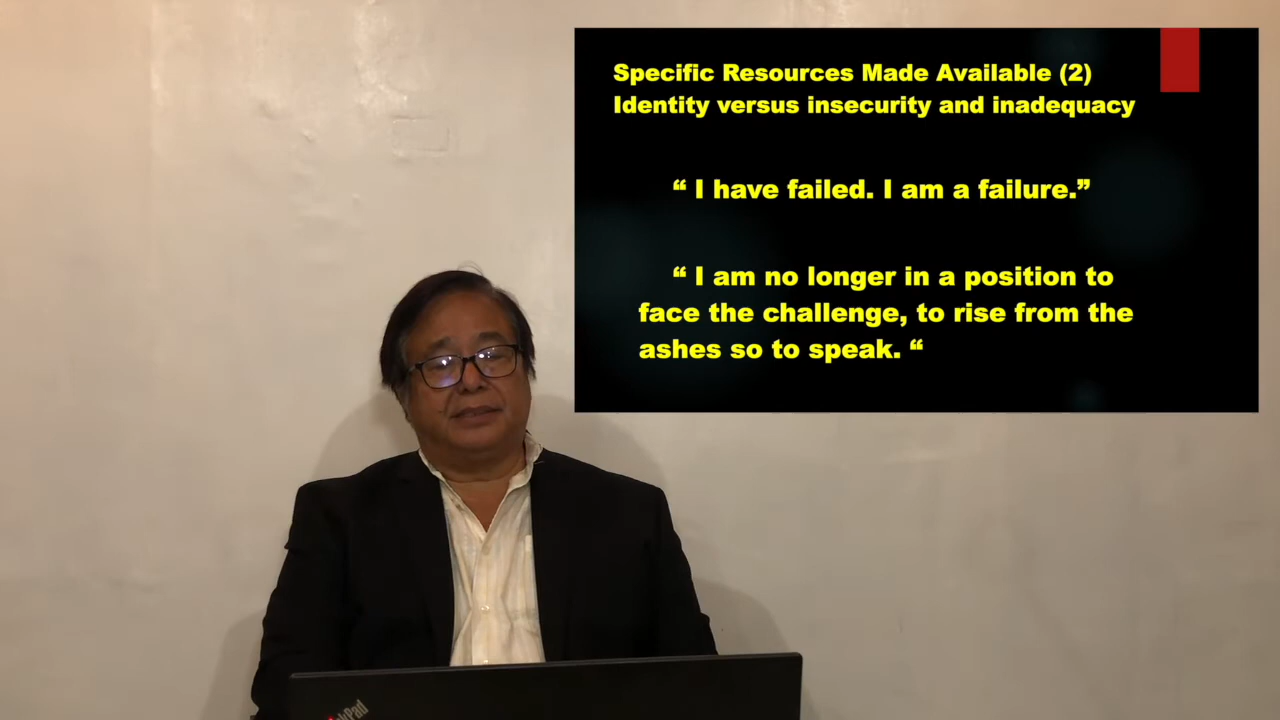 Specific Resources Made Available (2)
Identity versus insecurity and inadequacy
“ I have failed. I am a failure.”
“ I am no longer in a position to
face the challenge, to rise from the
ashes so to speak. “
kPad